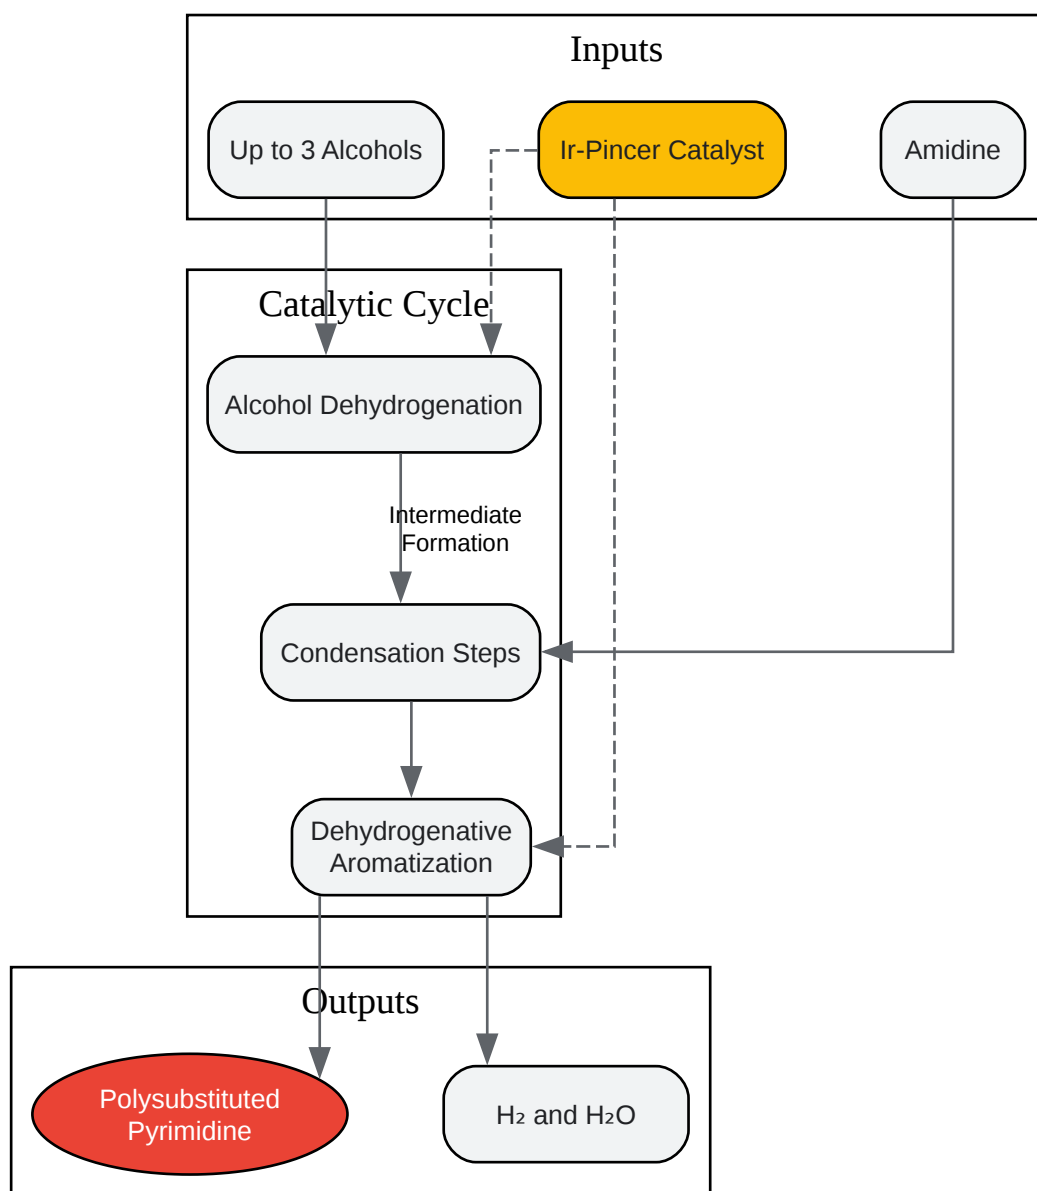 Inputs
Up to 3 Alcohols
Ir-Pincer Catalyst
Amidine
Catalytic Cycle
Alcohol Dehydrogenation
Intermediate
Formation
Condensation Steps
Dehydrogenative
Aromatization
Outputs
Polysubstituted
Pyrimidine
H₂ and H₂O